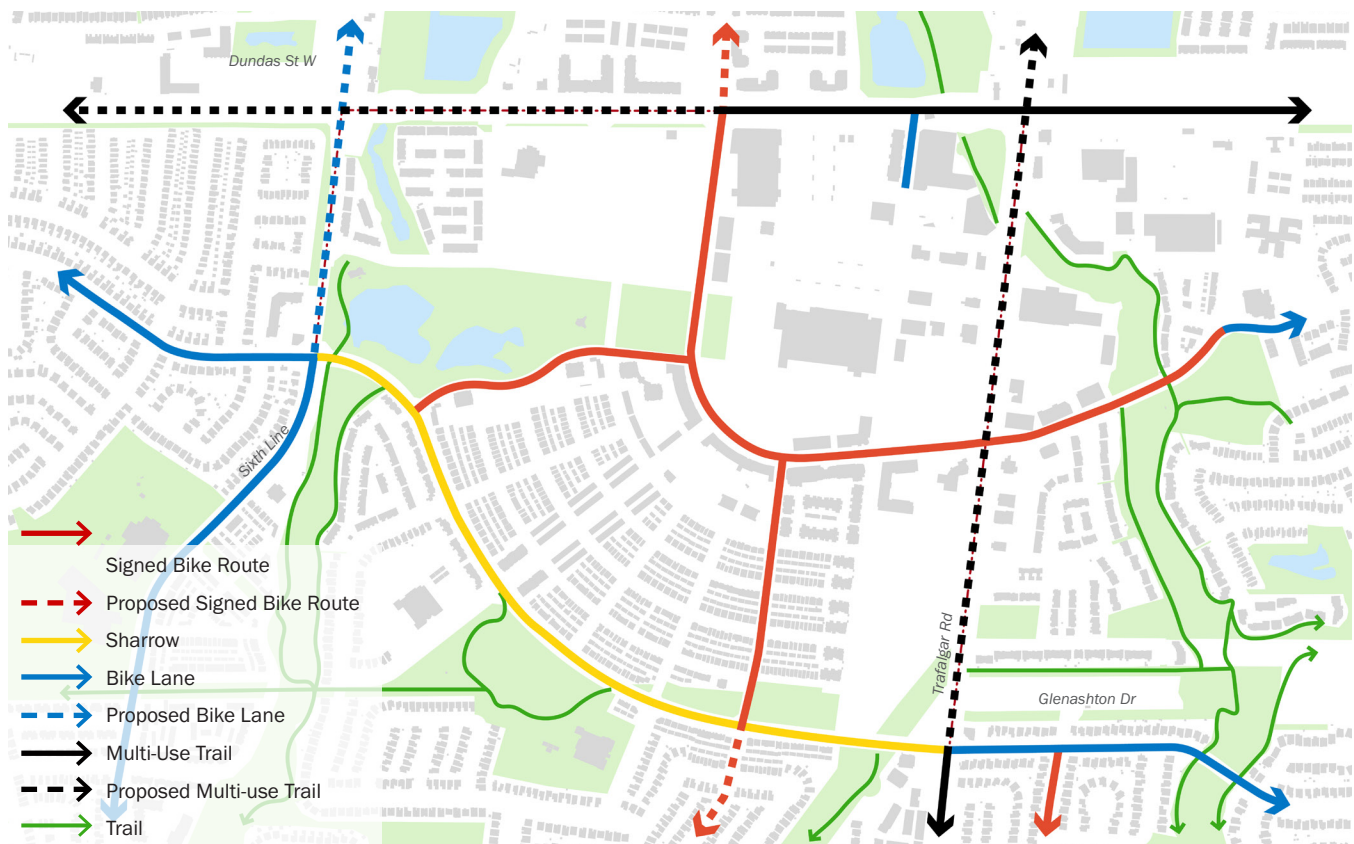 Dundas St W
Sixth Line
Trafalgar Rd
Glenashton Dr
Signed Bike Route
Proposed Signed Bike Route
Sharrow
Bike Lane
Proposed Bike Lane
Multi-Use Trail
Proposed Multi-use Trail
Trail